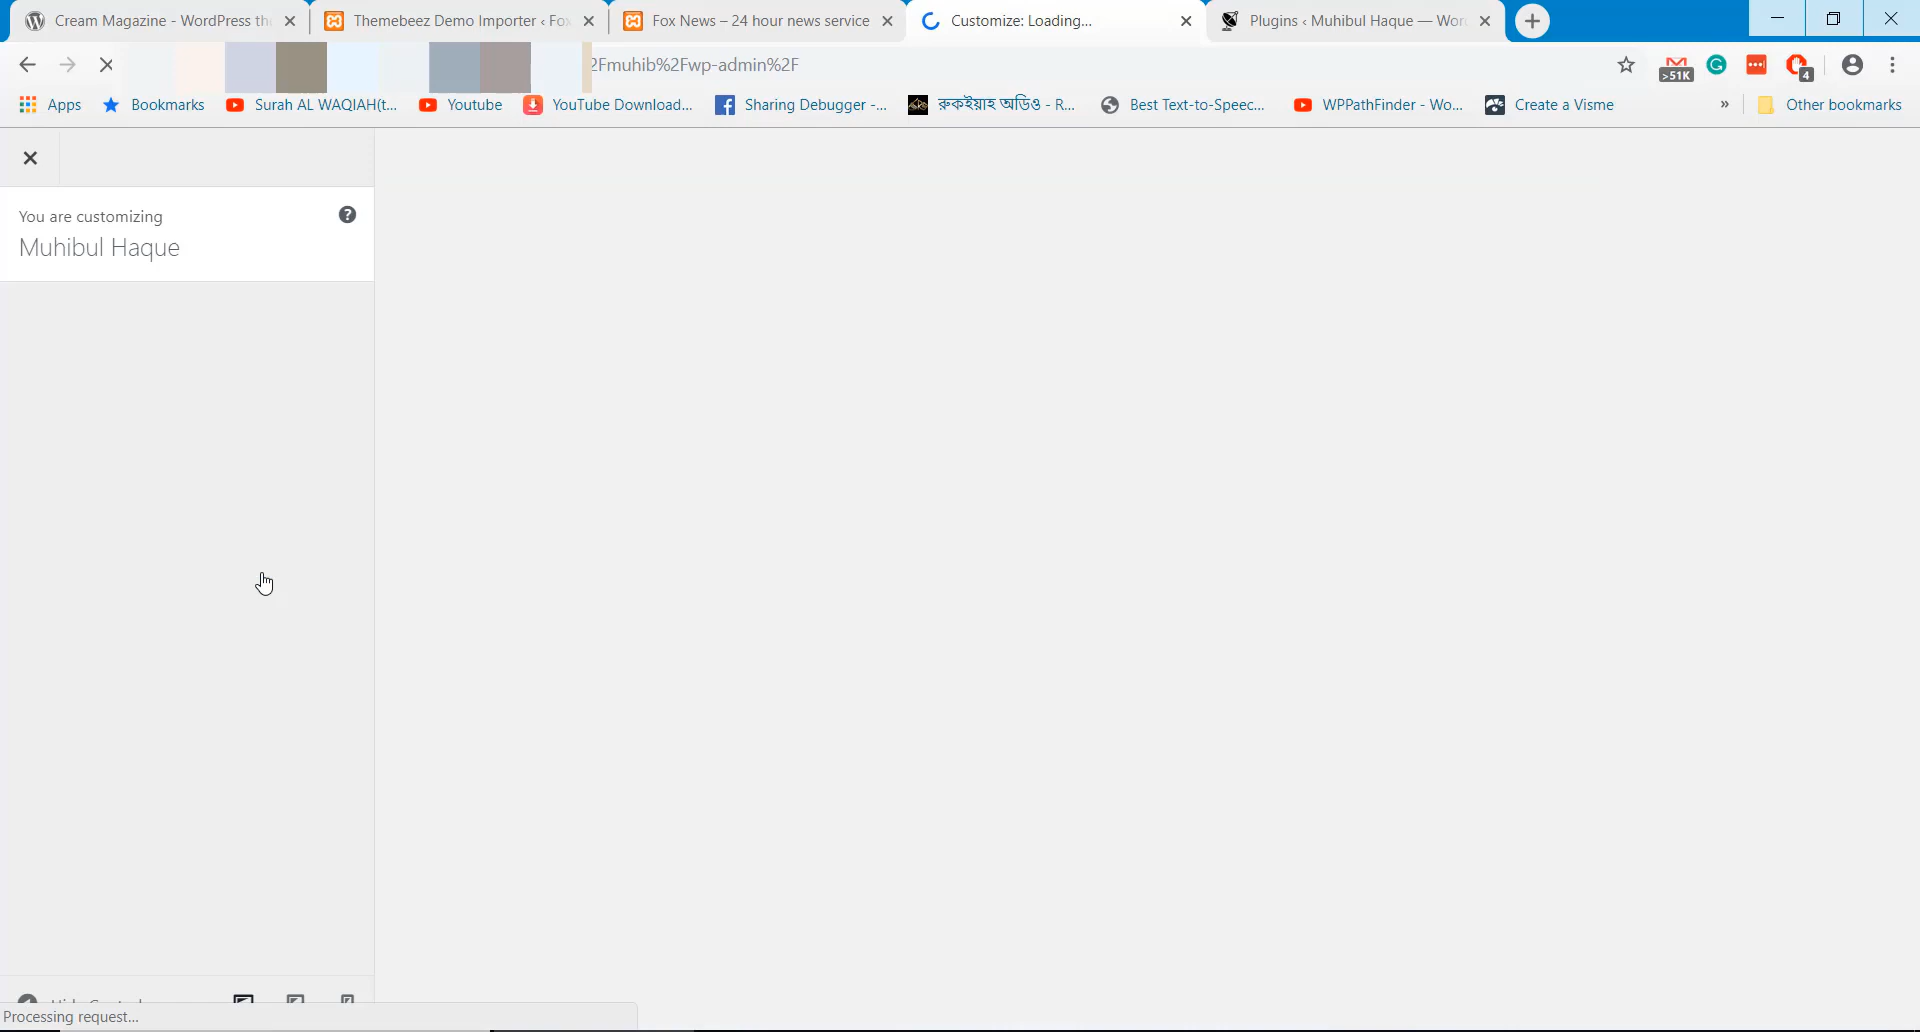 Cream Magazine - WordPress th
Themebeez Demo Importer ‹ Fox
Fox News – 24 hour news service
Customize: Loading...
Plugins ‹ Muhibul Haque — Wor
2Fmuhib%2Fwp-admin%2F
>51K
4
Apps
Bookmarks
Surah AL WAQIAH(t...
Youtube
YouTube Download...
Sharing Debugger -...
রুকইয়াহ অডিও - R...
Best Text-to-Speec...
WPPathFinder - Wo...
Create a Visme
»
Other bookmarks
You are customizing
Muhibul Haque
Processing request...